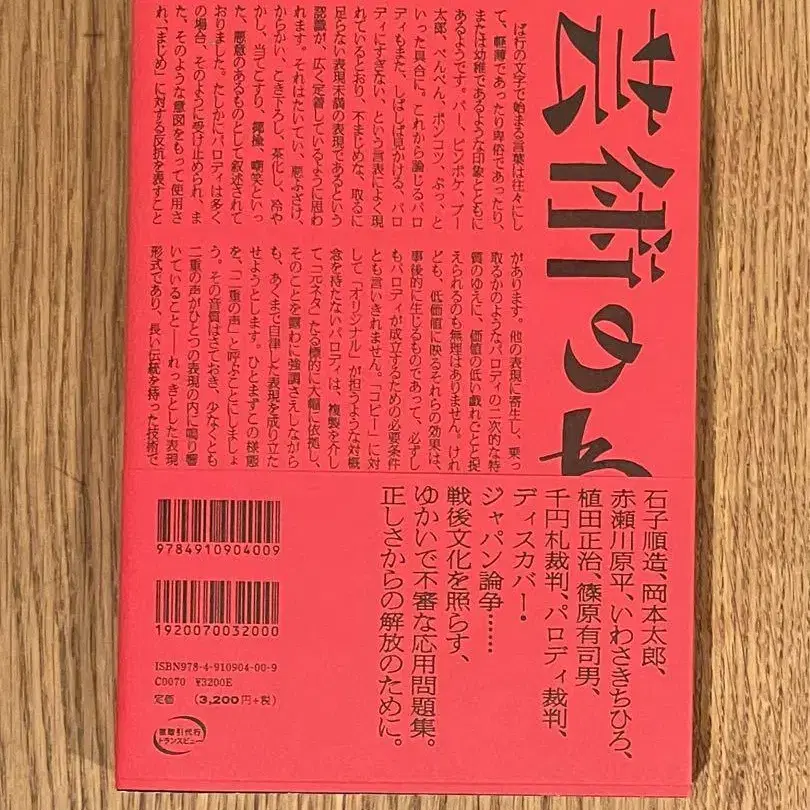 芸術の
ぱ行の文字で始まる言葉は往々にし
て、軽薄であったり卑俗であったり、
または幼稚であるような印象とともに
あるようです。パー、ピンボケ、プー
太郎、ぺんぺん、ポンコツ、ぷっ、と
いった具合に。これから論じるパロ
ディもまた、しばしば見かける、パロ
ディにすぎない、という言表によく現
れているとおり、不まじめな、取るに
足らない表現未満の表現であるという
認識が、広く定着しているように思わ
れます。それはたいてい、悪ふざけ、
からかい、こき下ろし、茶化し、冷や
かし、当てこすり、揶揄、嘲笑といっ
た、悪意のあるものとして叙述されて
おりました。たしかにパロディは多く
の場合、そのように受け止められ、ま
た、そのような意図をもって使用さ
れ、「まじめ」に対する反抗を表すこと
があります。他の表現に寄生し、乗っ
取るかのようなパロディの二次的な特
質のゆえに、価値の低い戯れごとと捉
えられるのも無理はありません。けれ
ども、低価値に映るそれらの効果は、
事後的に生じるものであって、必ずし
もパロディが成立するための必要条件
とも言いきれません。「コピー」に対
して「オリジナル」が担うような対概
念を持たないパロディは、複製を介し
て、「元ネタ」たる標的に大幅に依拠し、
そのことを露わに強調さえしながら
も、あくまで自律した表現を成り立た
せようとします。ひとまずこの様態
を、「二重の声」と呼ぶことにしましょ
う。その音質はさておき、少なくとも
二重の声がひとつの表現の内に鳴り響
いていること——れっきとした表現
形式であり、長い伝統を持った技術で
石子順造、岡本太郎、
赤瀬川原平、いわさきちひろ、
植田正治、篠原有司男、
千円札裁判、パロディ裁判、
ディスカバー・
ジャパン論争……
戦後文化を照らす、
ゆかいで不審な応用問題集。
正しさからの解放のために。
9784910904009
1920070032000
ISBN978-4-910904-00-9
C0070 ¥3200E
定価 (3,200円+税)
直取引代行
トランスビュー